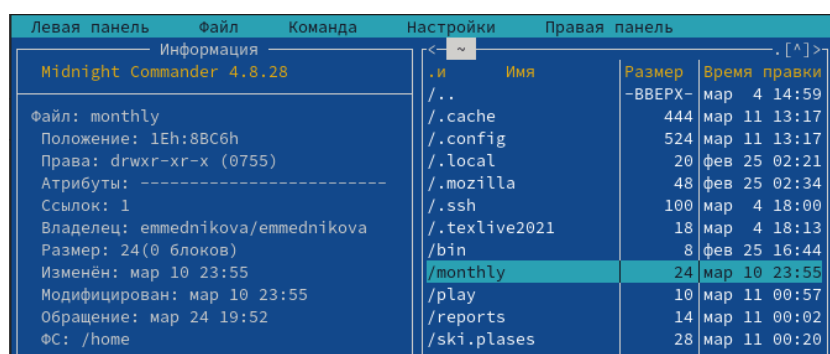 Левая панель Файл Команда Настройки Правая панель
Информация
Midnight Commander 4.8.28
Файл: monthly
Положение: 1Eh:8BC6h
Права: drwxr-xr-x (0755)
Атрибуты: --------------------------
Ссылок: 1
Владелец: emmednikova/emmednikova
Размер: 24(0 блоков)
Изменён: мар 10 23:55
Модифицирован: мар 10 23:55
Обращение: мар 24 19:52
ФС: /home
<- ~ .[^]>
.и Имя Размер Время правки
/.. -ВВЕРХ- мар 4 14:59
/.cache 444 мар 11 13:17
/.config 524 мар 11 13:17
/.local 20 фев 25 02:21
/.mozilla 48 фев 25 02:34
/.ssh 100 мар 4 18:00
/.texlive2021 18 мар 4 18:13
/bin 8 фев 25 16:44
/monthly 24 мар 10 23:55
/play 10 мар 11 00:57
/reports 14 мар 11 00:02
/ski.plases 28 мар 11 00:20